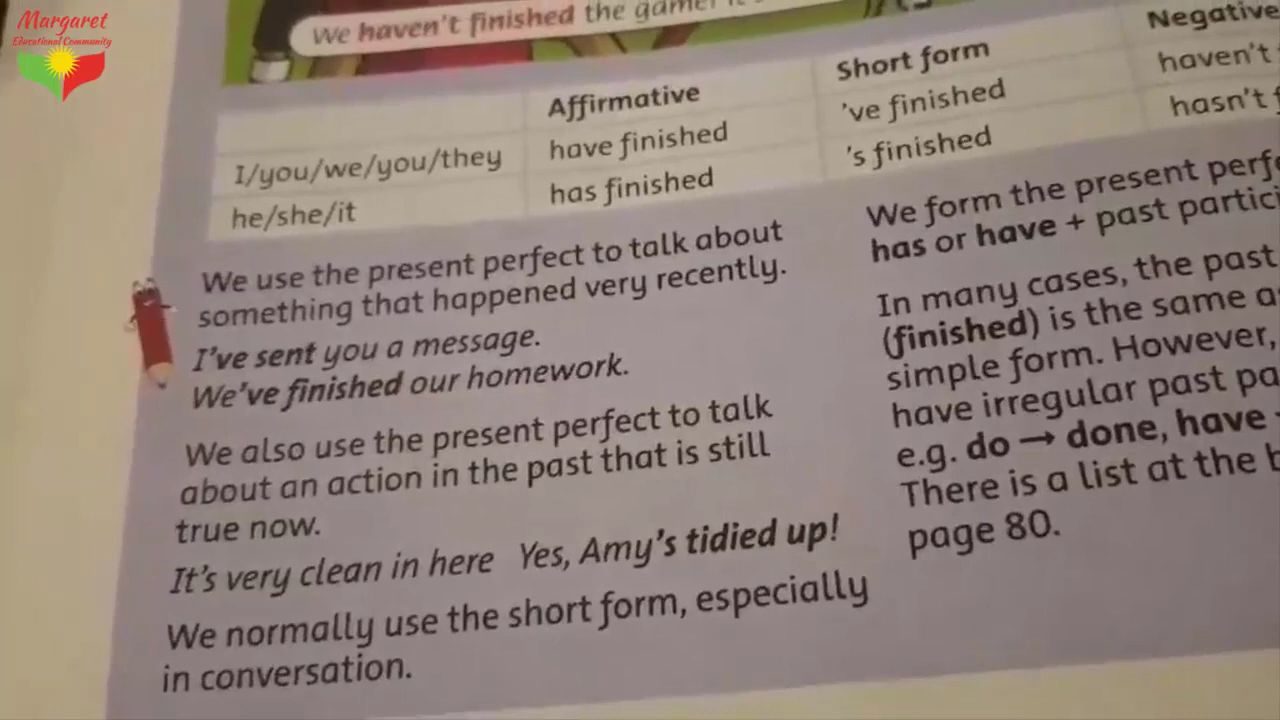 Margaret
Educational Community
We haven't finished the game!
Affirmative
Short form
Negative
I/you/we/you/they
have finished
've finished
haven't
he/she/it
has finished
's finished
hasn't
We use the present perfect to talk about
something that happened very recently.
I've sent you a message.
We've finished our homework.
We also use the present perfect to talk
about an action in the past that is still
true now.
It's very clean in here Yes, Amy's tidied up!
We normally use the short form, especially
in conversation.
We form the present
has or have + past
In many cases, the past
(finished) is the same
simple form. However,
have irregular past
e.g. do → done, have
There is a list at the
page 80.